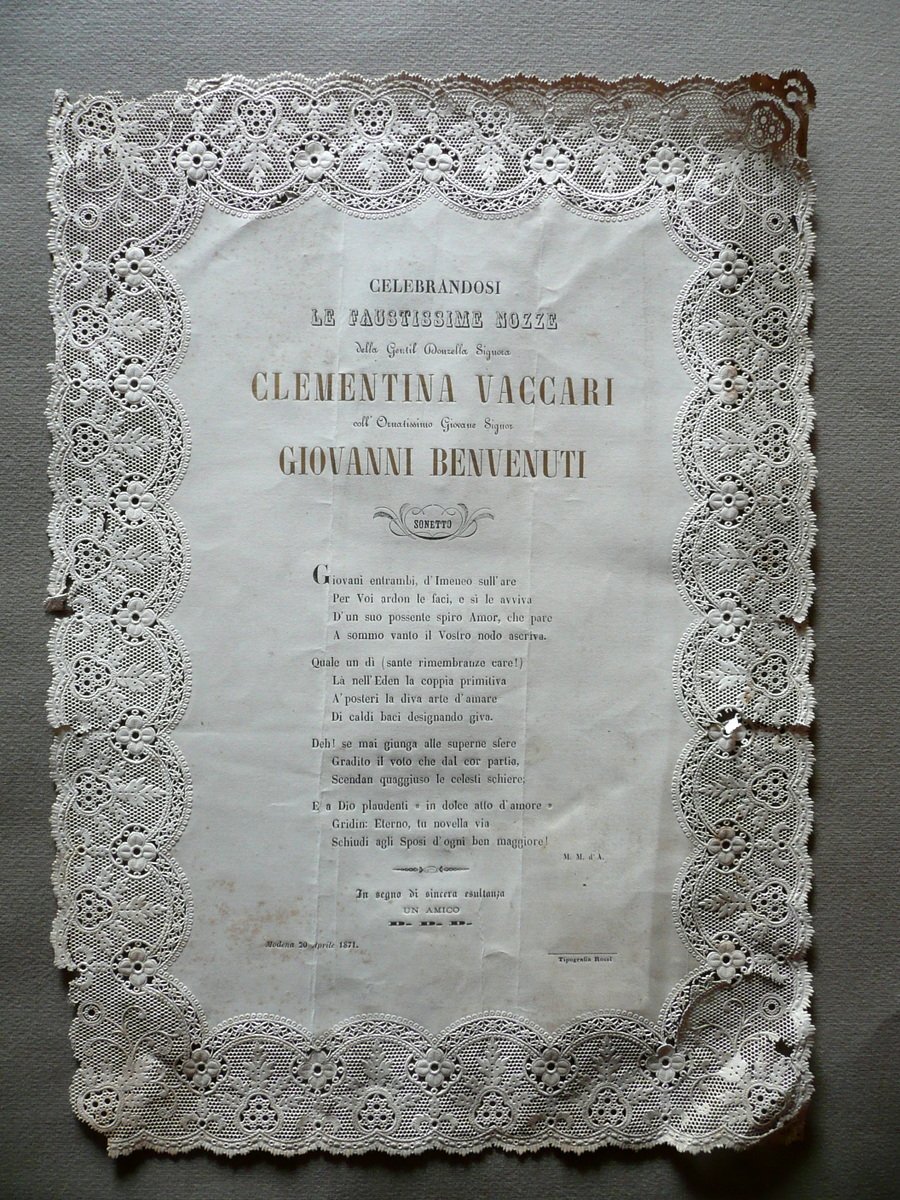 CELEBRANDOSI
LE FAUSTISSIME NOZZE
della Gentil Donzella Signora
CLEMENTINA VACCARI
coll' Ornatissimo Giovane Signor
GIOVANNI BENVENUTI
SONETTO
Giovani entrambi, d'Imeneo sull'are
Per Voi ardon le faci, e si le avviva
D'un suo possente spiro Amor, che pare
A sommo vanto il Vostro nodo ascriva.
Quale un dì (sante rimembranze care!)
Là nell'Eden la coppia primitiva
A' posteri la diva arte d'amare
Di caldi baci designando giva.
Deh! se mai giunga alle superne sfere
Gradito il voto che dal cor partia,
Scendan quaggiuso le celesti schiere;
E a Dio plaudenti « in dolce atto d'amore »
Gridin: Eterno, tu novella via
Schiudi agli Sposi d'ogni ben maggiore!
M. M. d'A.
In segno di sincera esultanza
UN AMICO
D. D. D.
Modena 20 Aprile 1871.
Tipografia Rossi